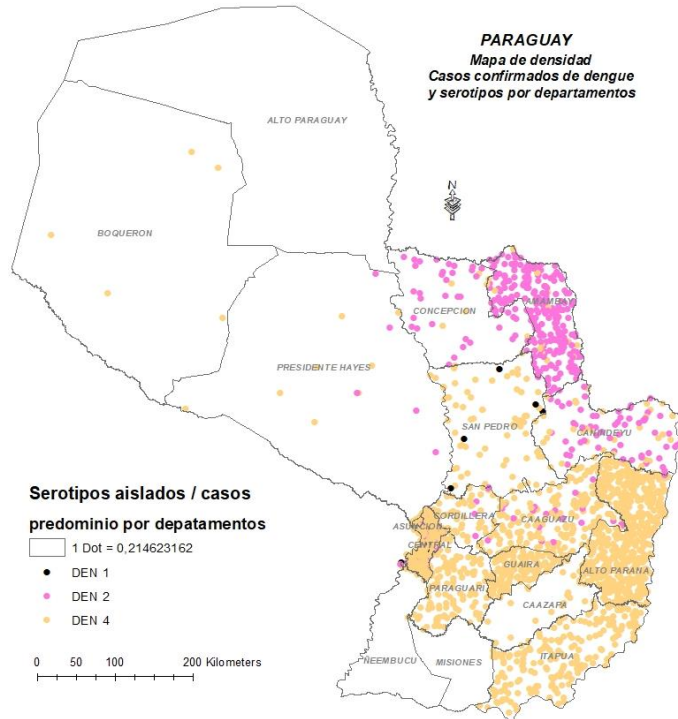 PARAGUAY
Mapa de densidad
Casos confirmados de dengue
y serotipos por departamentos
ALTO PARAGUAY
N
BOQUERON
CONCEPCION
AMAMBAY
PRESIDENTE HAYES
SAN PEDRO
CANINDEYU
CORDILLERA
ASUNCION
CAAGUAZU
CENTRAL
GUAIRA
ALTO PARANA
PARAGUARI
CAAZAPA
ITAPUA
ÑEEMBUCU
MISIONES
Serotipos aislados / casos
predominio por depatamentos
1 Dot = 0,214623162
DEN 1
DEN 2
DEN 4
0 50 100 200 Kilometers